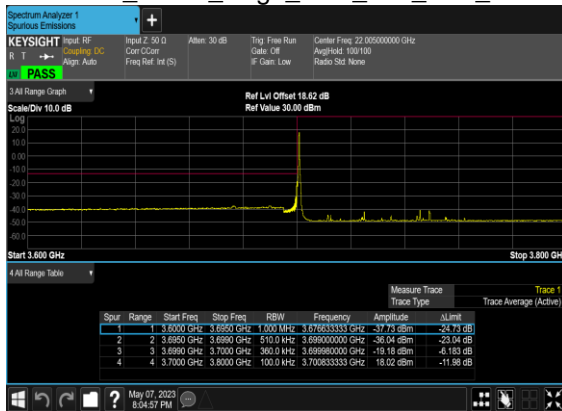 Spectrum Analyzer 1
Spurious Emissions
+
KEYSIGHT Input: RF Input Z: 50 Ω Atten: 30 dB Trig: Free Run Center Freq: 22.005000000 GHz
R T Coupling: DC Corr CCorr Gate: Off Avg|Hold: 100/100
Align: Auto Freq Ref: Int (S) IF Gain: Low Radio Std: None
PASS
3 All Range Graph
Ref Lvl Offset 18.62 dB
Scale/Div 10.0 dB Ref Value 30.00 dBm
Log
20.0
10.0
0.00
-10.0
-20.0
-30.0
-40.0
-50.0
-60.0
Start 3.600 GHz Stop 3.800 GH
4 All Range Table
Measure Trace Trace 1
Trace Type Trace Average (Active)
Spur Range Start Freq Stop Freq RBW Frequency Amplitude ΔLimit
1 1 3.6000 GHz 3.6950 GHz 1.000 MHz 3.676633333 GHz -37.73 dBm -24.73 dB
2 2 3.6950 GHz 3.6990 GHz 510.0 kHz 3.699000000 GHz -36.04 dBm -23.04 dB
3 3 3.6990 GHz 3.7000 GHz 360.0 kHz 3.699980000 GHz -19.18 dBm -6.183 dB
4 4 3.7000 GHz 3.8000 GHz 100.0 kHz 3.700833333 GHz 18.02 dBm -11.98 dB
? May 07, 2023
8:04:57 PM